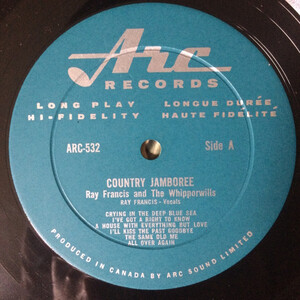 Arc
RECORDS
LONG PLAY LONGUE DURÉE
HI-FIDELITY HAUTE FIDELITE
ARC-532 Side A
COUNTRY JAMBOREE
Ray Francis and The Whipperwills
RAY FRANCIS - Vocals
CRYING IN THE DEEP BLUE SEA
I'VE GOT A RIGHT TO KNOW
A HOUSE WITH EVERYTHING BUT LOVE
I'LL KISS THE PAST GOODBYE
THE SAME OLD ME
ALL OVER AGAIN
PRODUCED IN CANADA BY ARC SOUND LIMITED